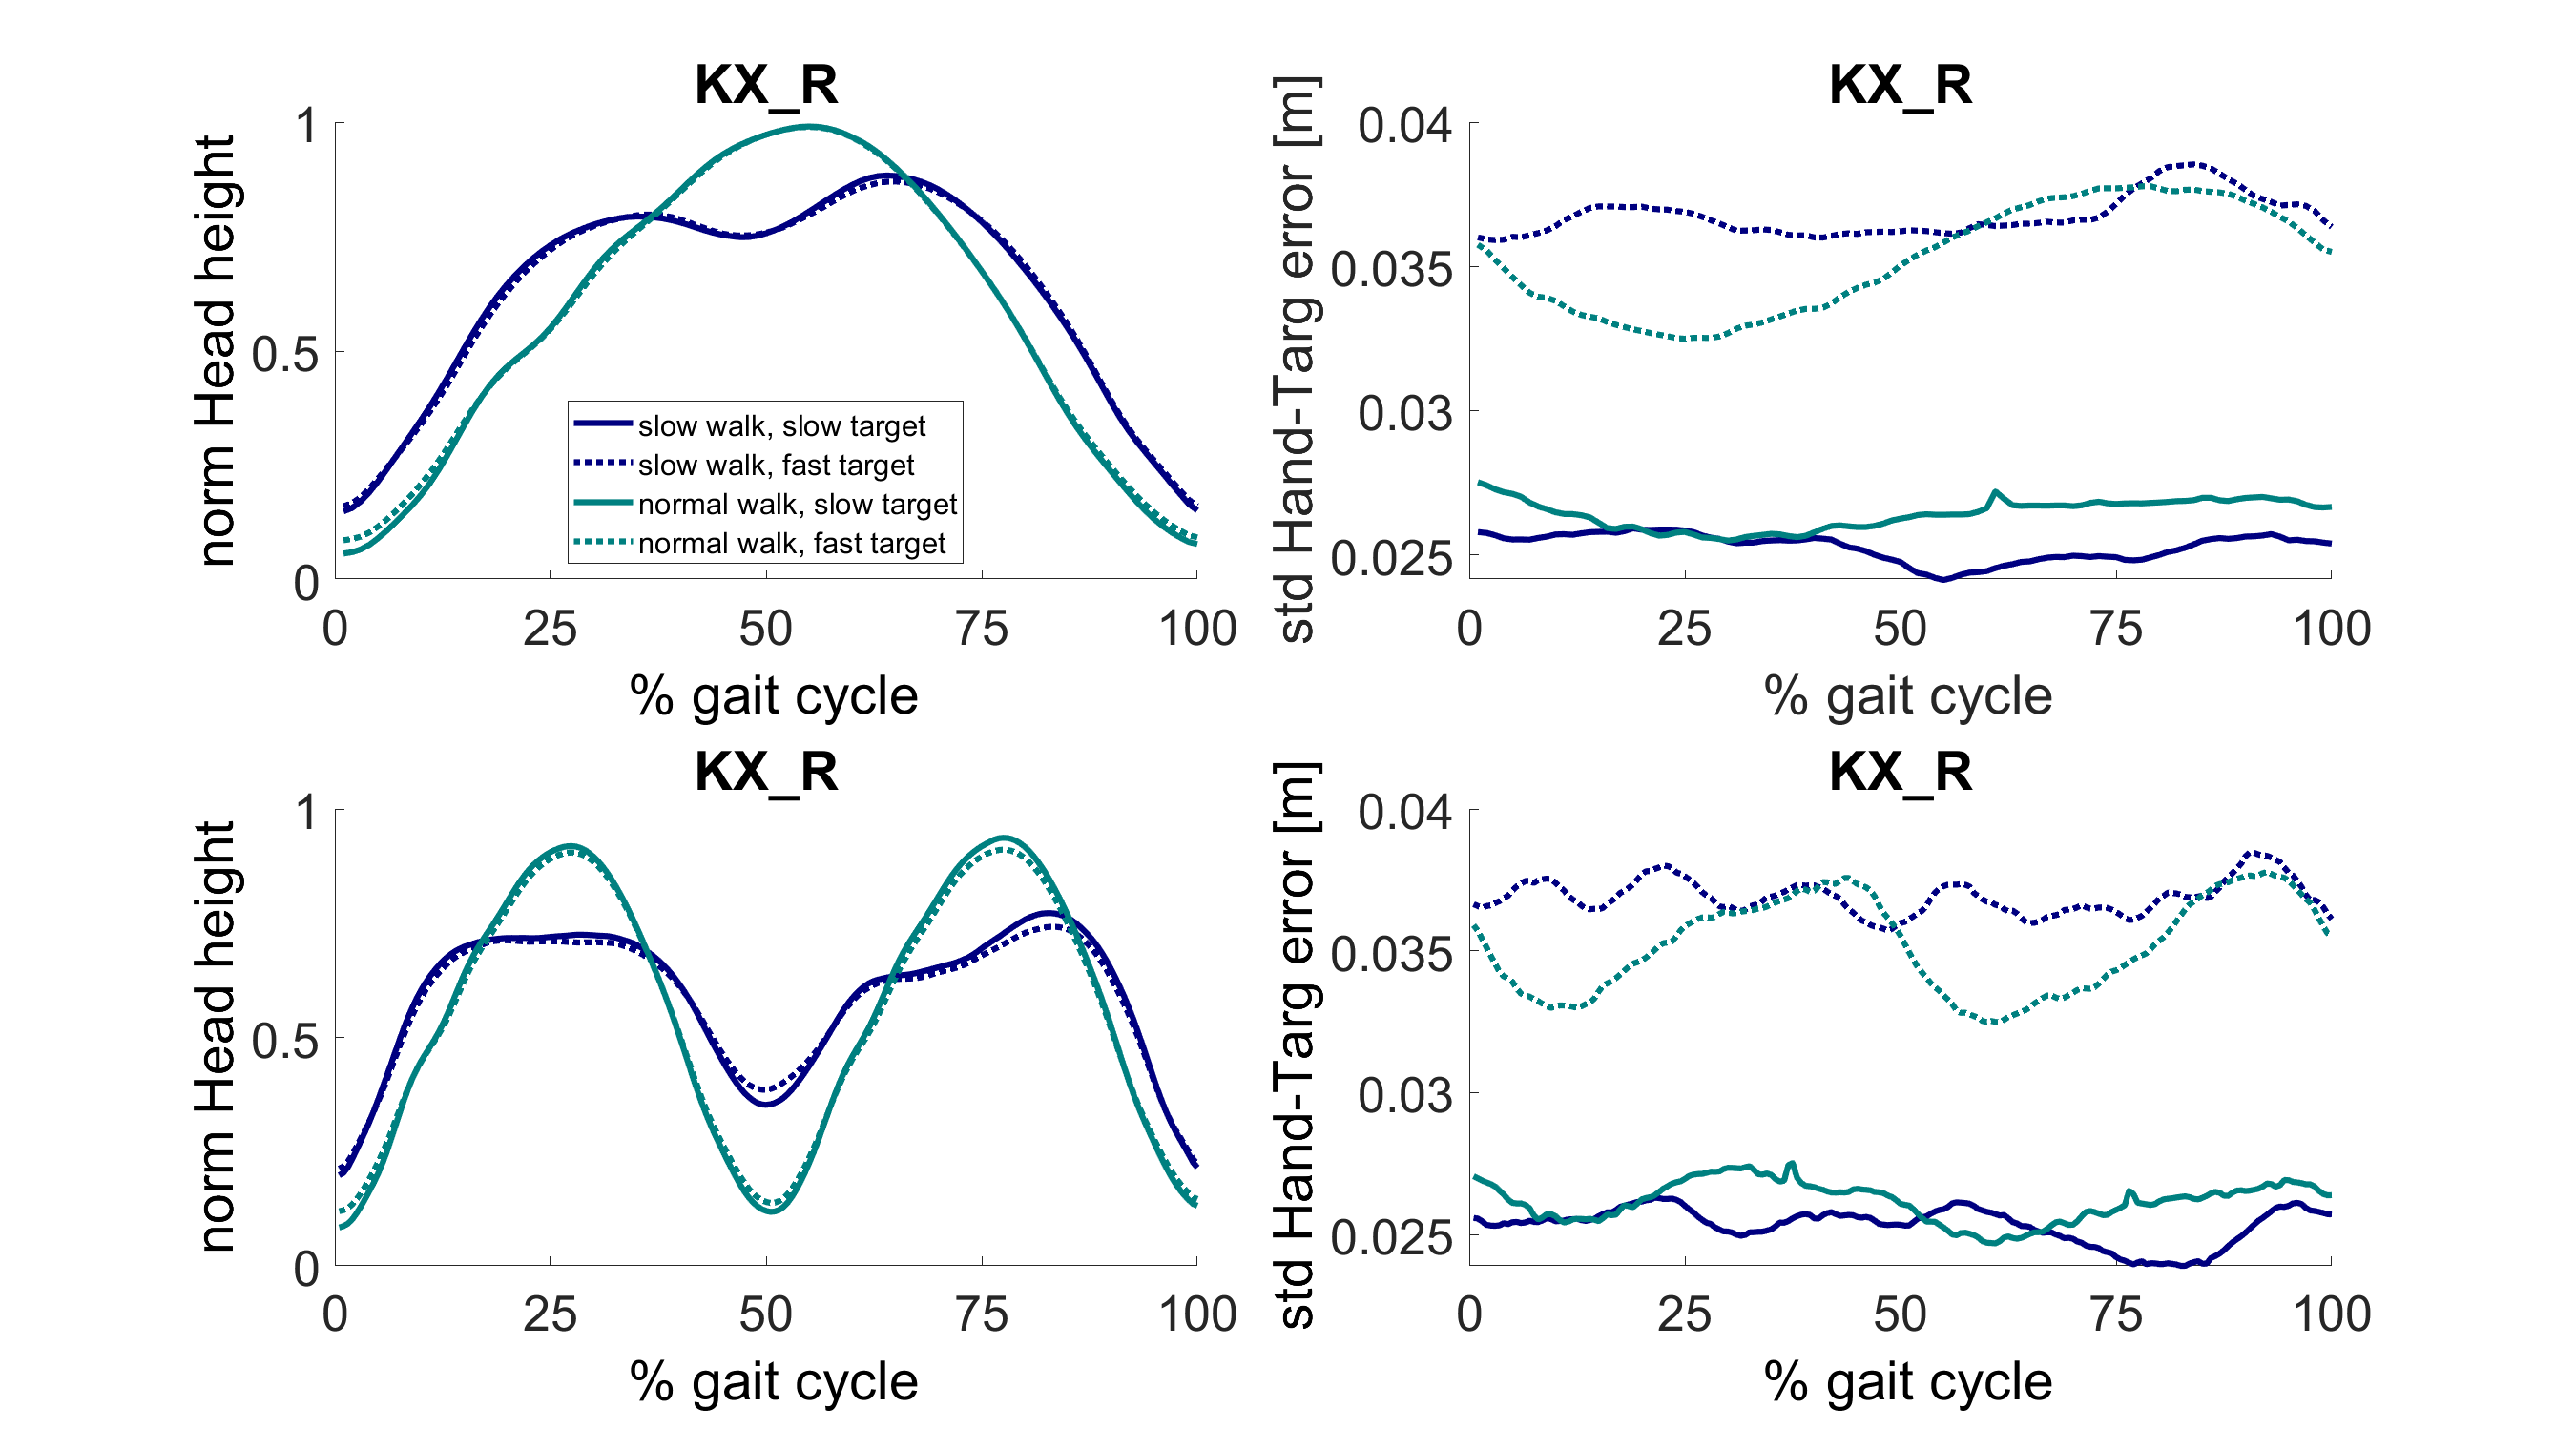 KX_R
norm Head height
1
0.5
0
slow walk, slow target
slow walk, fast target
normal walk, slow target
normal walk, fast target
0 25 50 75 100
% gait cycle
KX_R
std Hand-Targ error [m]
0.04
0.035
0.03
0.025
0 25 50 75 100
% gait cycle
KX_R
norm Head height
1
0.5
0
0 25 50 75 100
% gait cycle
KX_R
std Hand-Targ error [m]
0.04
0.035
0.03
0.025
0 25 50 75 100
% gait cycle